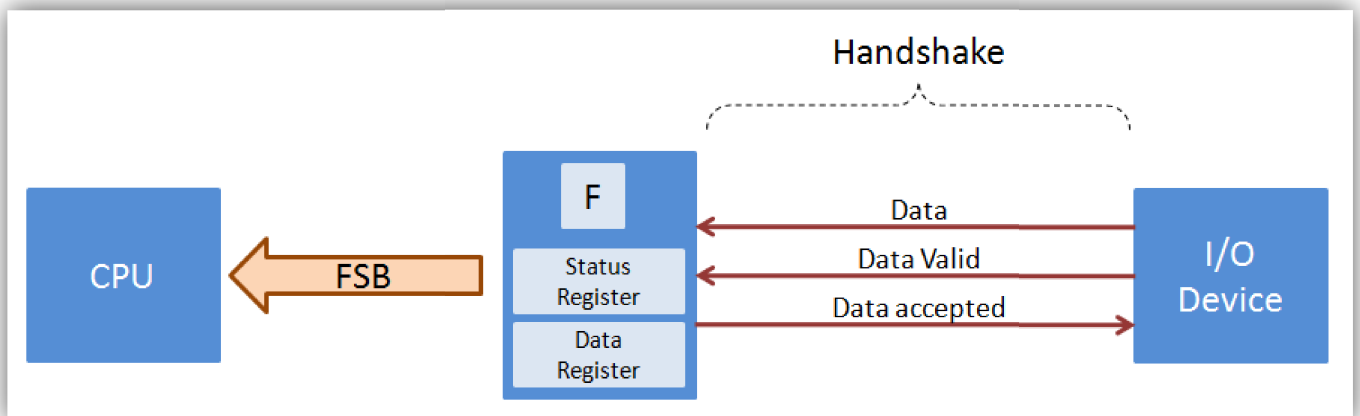 Handshake
CPU
FSB
F
Status
Register
Data
Register
Data
Data Valid
Data accepted
I/O
Device